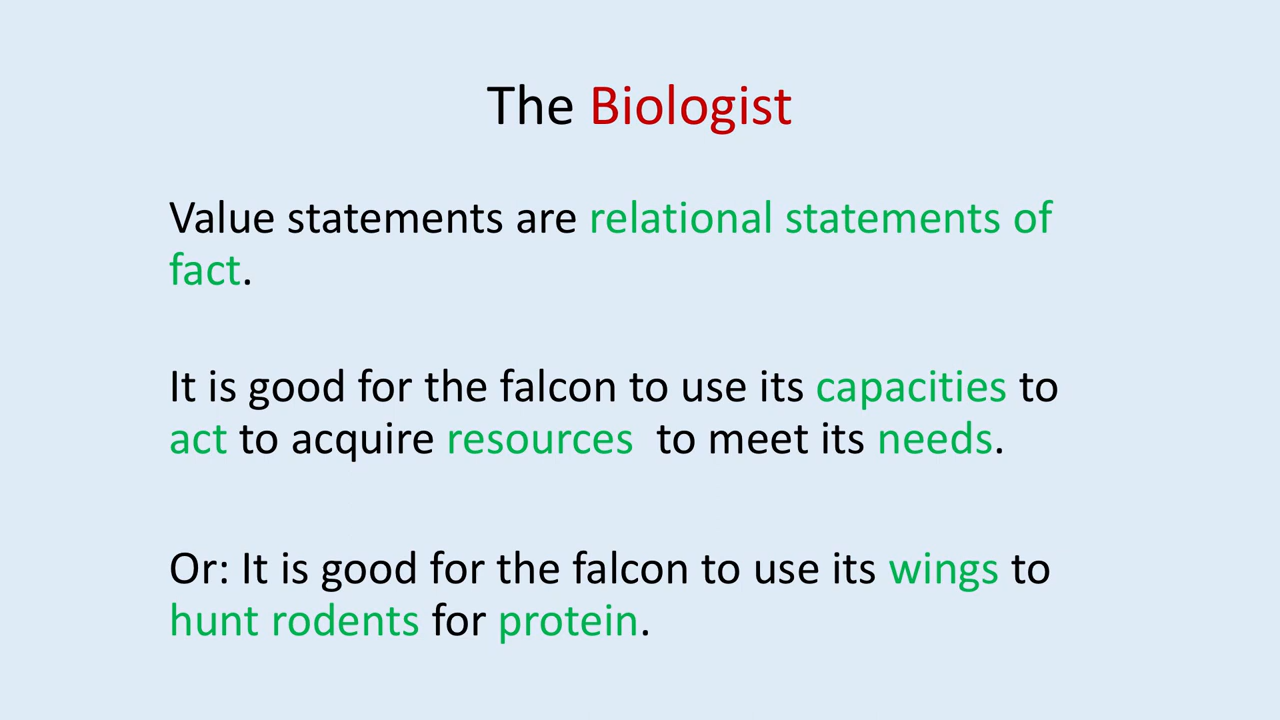 The Biologist
Value statements are relational statements of
fact.
It is good for the falcon to use its capacities to
act to acquire resources  to meet its needs.
Or: It is good for the falcon to use its wings to
hunt rodents for protein.